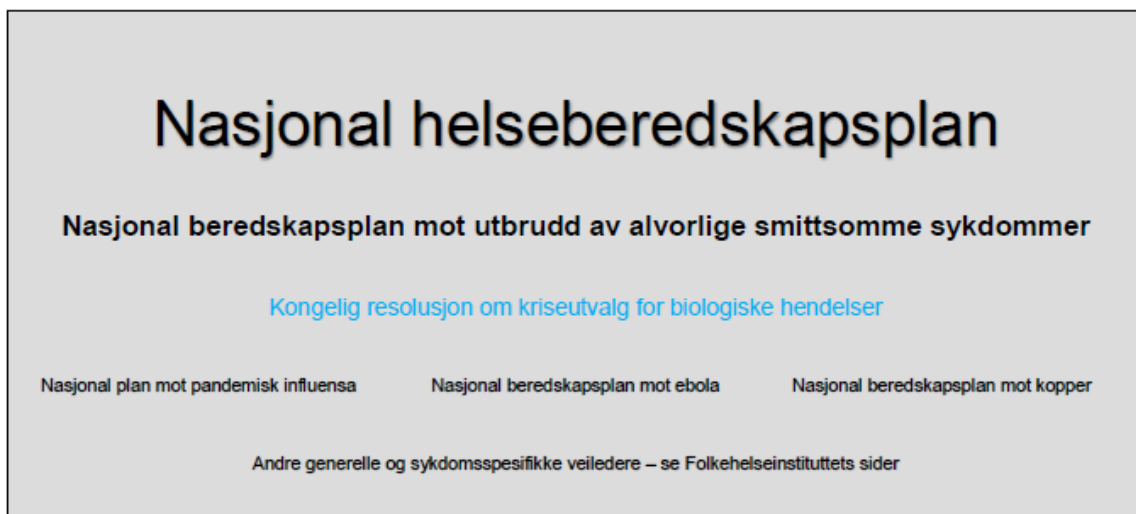 Nasjonal helseberedskapsplan
Nasjonal beredskapsplan mot utbrudd av alvorlige smittsomme sykdommer
Kongelig resolusjon om kriseutvalg for biologiske hendelser
Nasjonal plan mot pandemisk influensa Nasjonal beredskapsplan mot ebola Nasjonal beredskapsplan mot kopper
Andre generelle og sykdomsspesifikke veiledere – se Folkehelseinstituttets sider